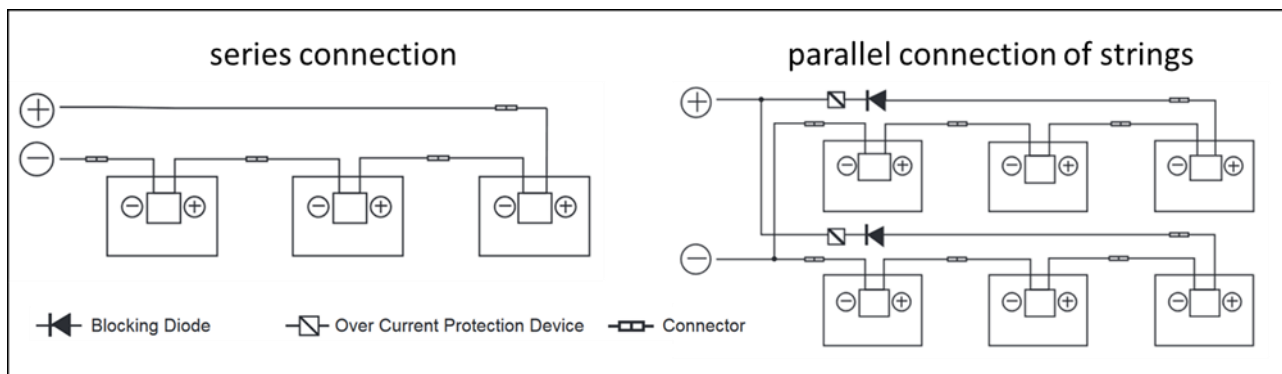 series connection
parallel connection of strings
+
−
− + − + − +
+
− + − + − +
−
− + − + − +
Blocking Diode Over Current Protection Device Connector